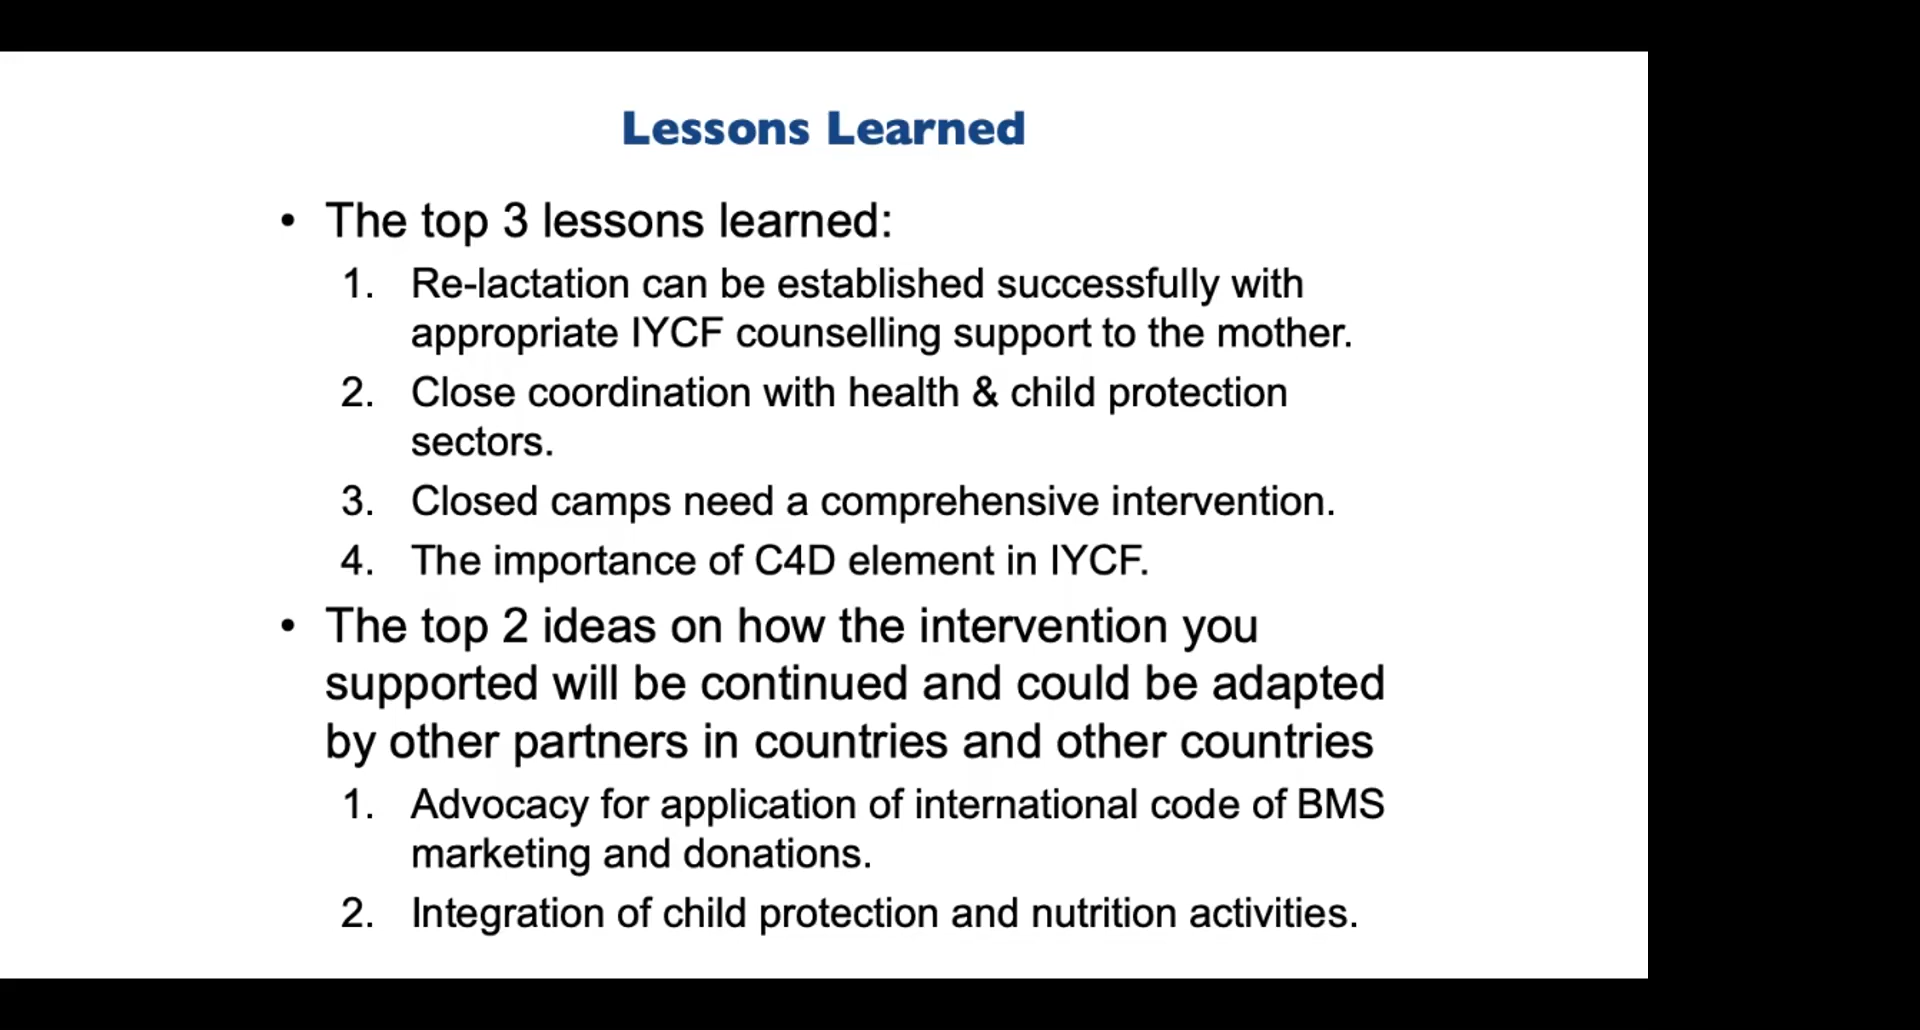 Lessons Learned
• The top 3 lessons learned:
1. Re-lactation can be established successfully with
appropriate IYCF counselling support to the mother.
2. Close coordination with health & child protection
sectors.
3. Closed camps need a comprehensive intervention.
4. The importance of C4D element in IYCF.
• The top 2 ideas on how the intervention you
supported will be continued and could be adapted
by other partners in countries and other countries
1. Advocacy for application of international code of BMS
marketing and donations.
2. Integration of child protection and nutrition activities.